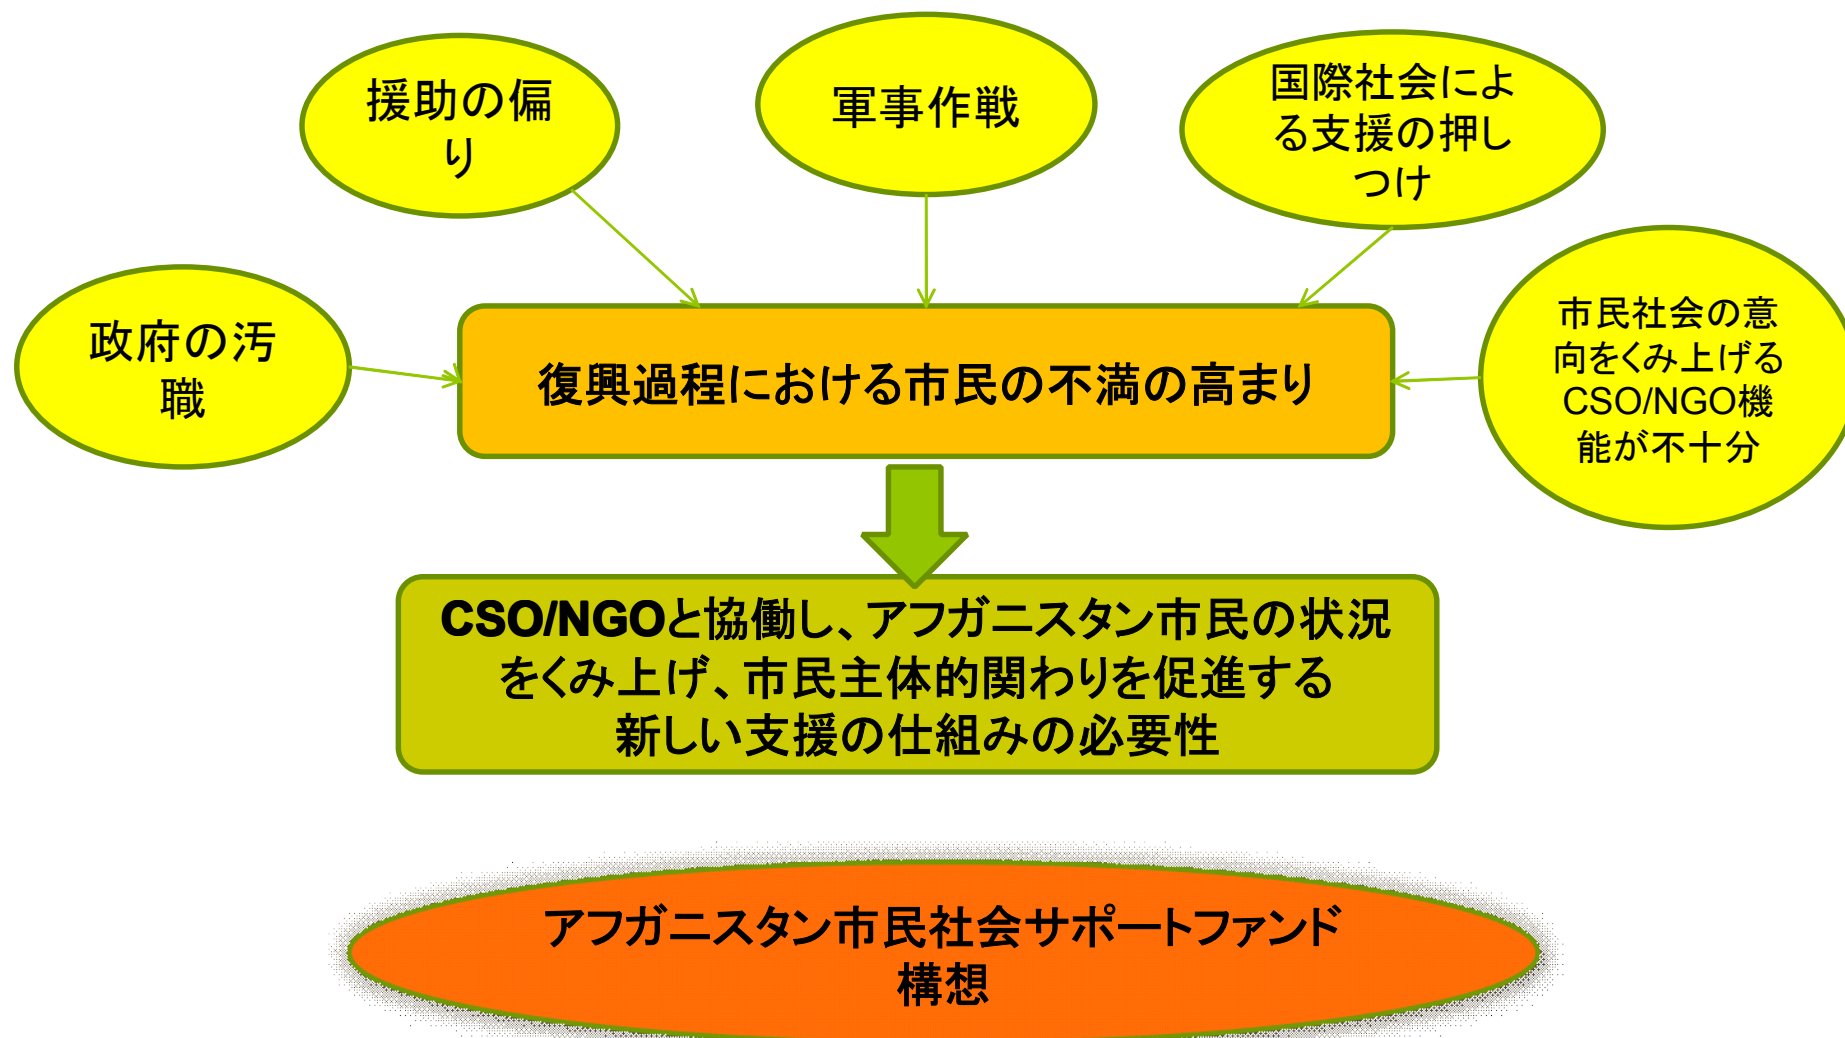 援助の偏
り
軍事作戦
国際社会によ
る支援の押し
つけ
政府の汚
職
復興過程における市民の不満の高まり
市民社会の意
向をくみ上げる
CSO/NGO機
能が不十分
CSO/NGOと協働し、アフガニスタン市民の状況
をくみ上げ、市民主体的関わりを促進する
新しい支援の仕組みの必要性
アフガニスタン市民社会サポートファンド
構想